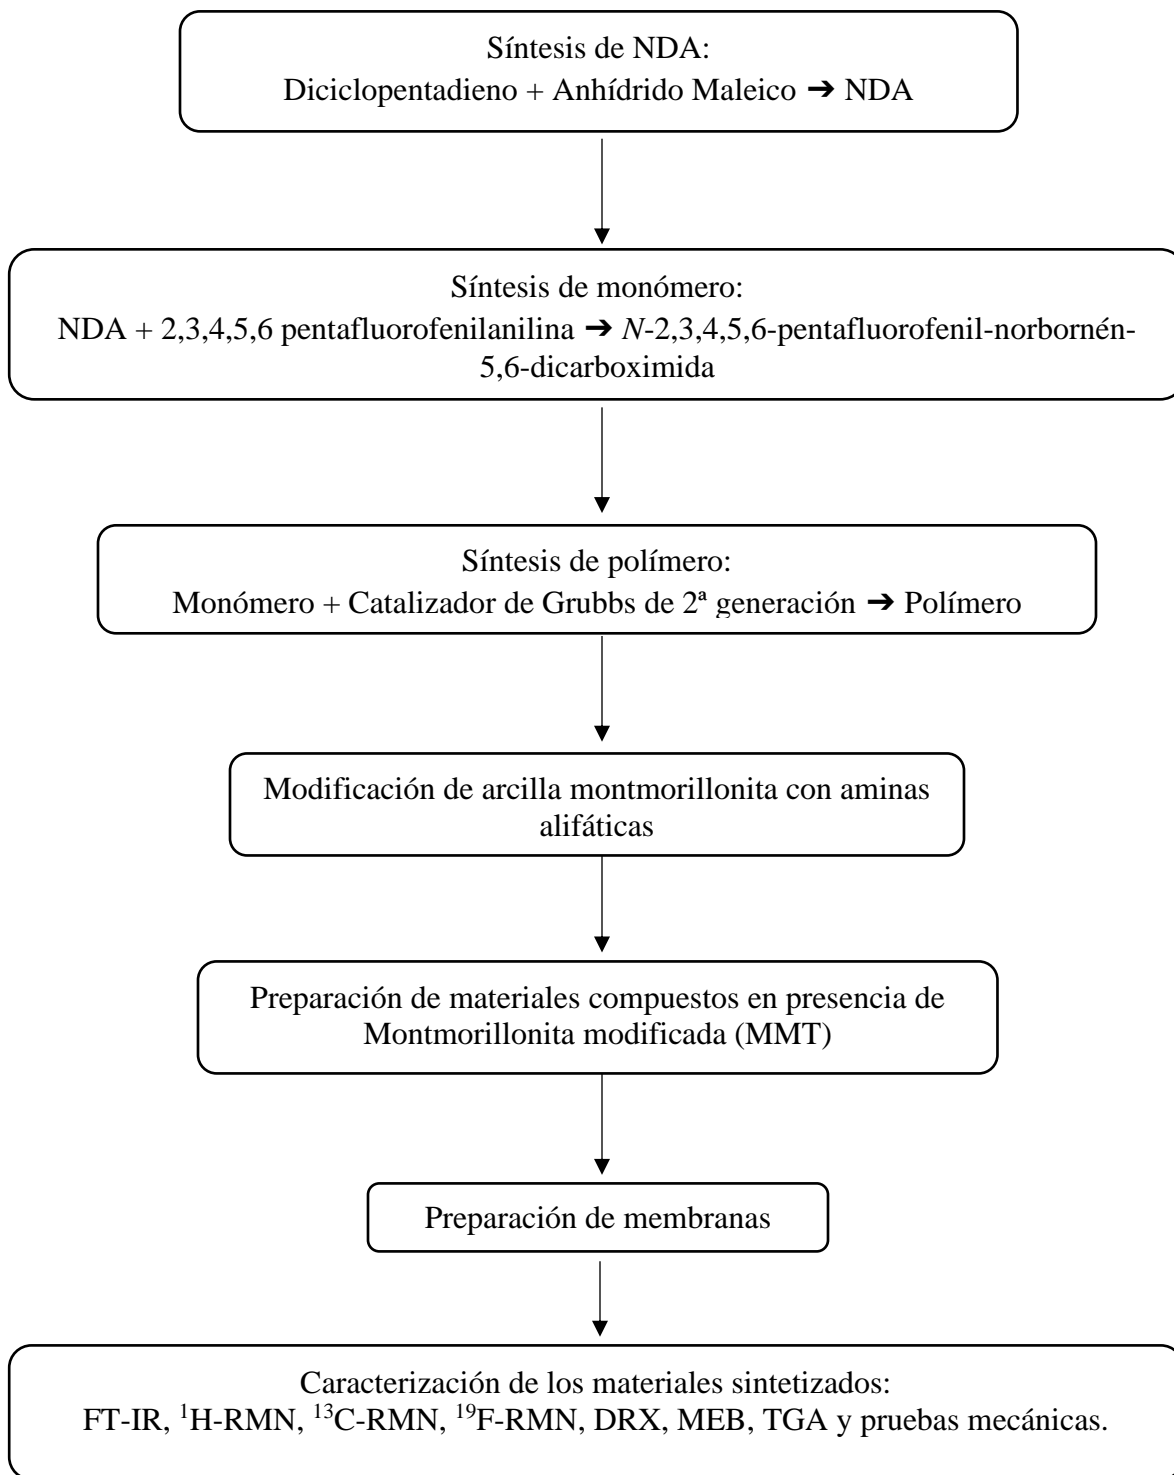 Síntesis de NDA:
Diciclopentadieno + Anhídrido Maleico ➔ NDA
Síntesis de monómero:
NDA + 2,3,4,5,6 pentafluorofenilanilina ➔ N-2,3,4,5,6-pentafluorofenil-norbornén-
5,6-dicarboximida
Síntesis de polímero:
Monómero + Catalizador de Grubbs de 2ª generación ➔ Polímero
Modificación de arcilla montmorillonita con aminas
alifáticas
Preparación de materiales compuestos en presencia de
Montmorillonita modificada (MMT)
Preparación de membranas
Caracterización de los materiales sintetizados:
FT-IR, ¹H-RMN, ¹³C-RMN, ¹⁹F-RMN, DRX, MEB, TGA y pruebas mecánicas.